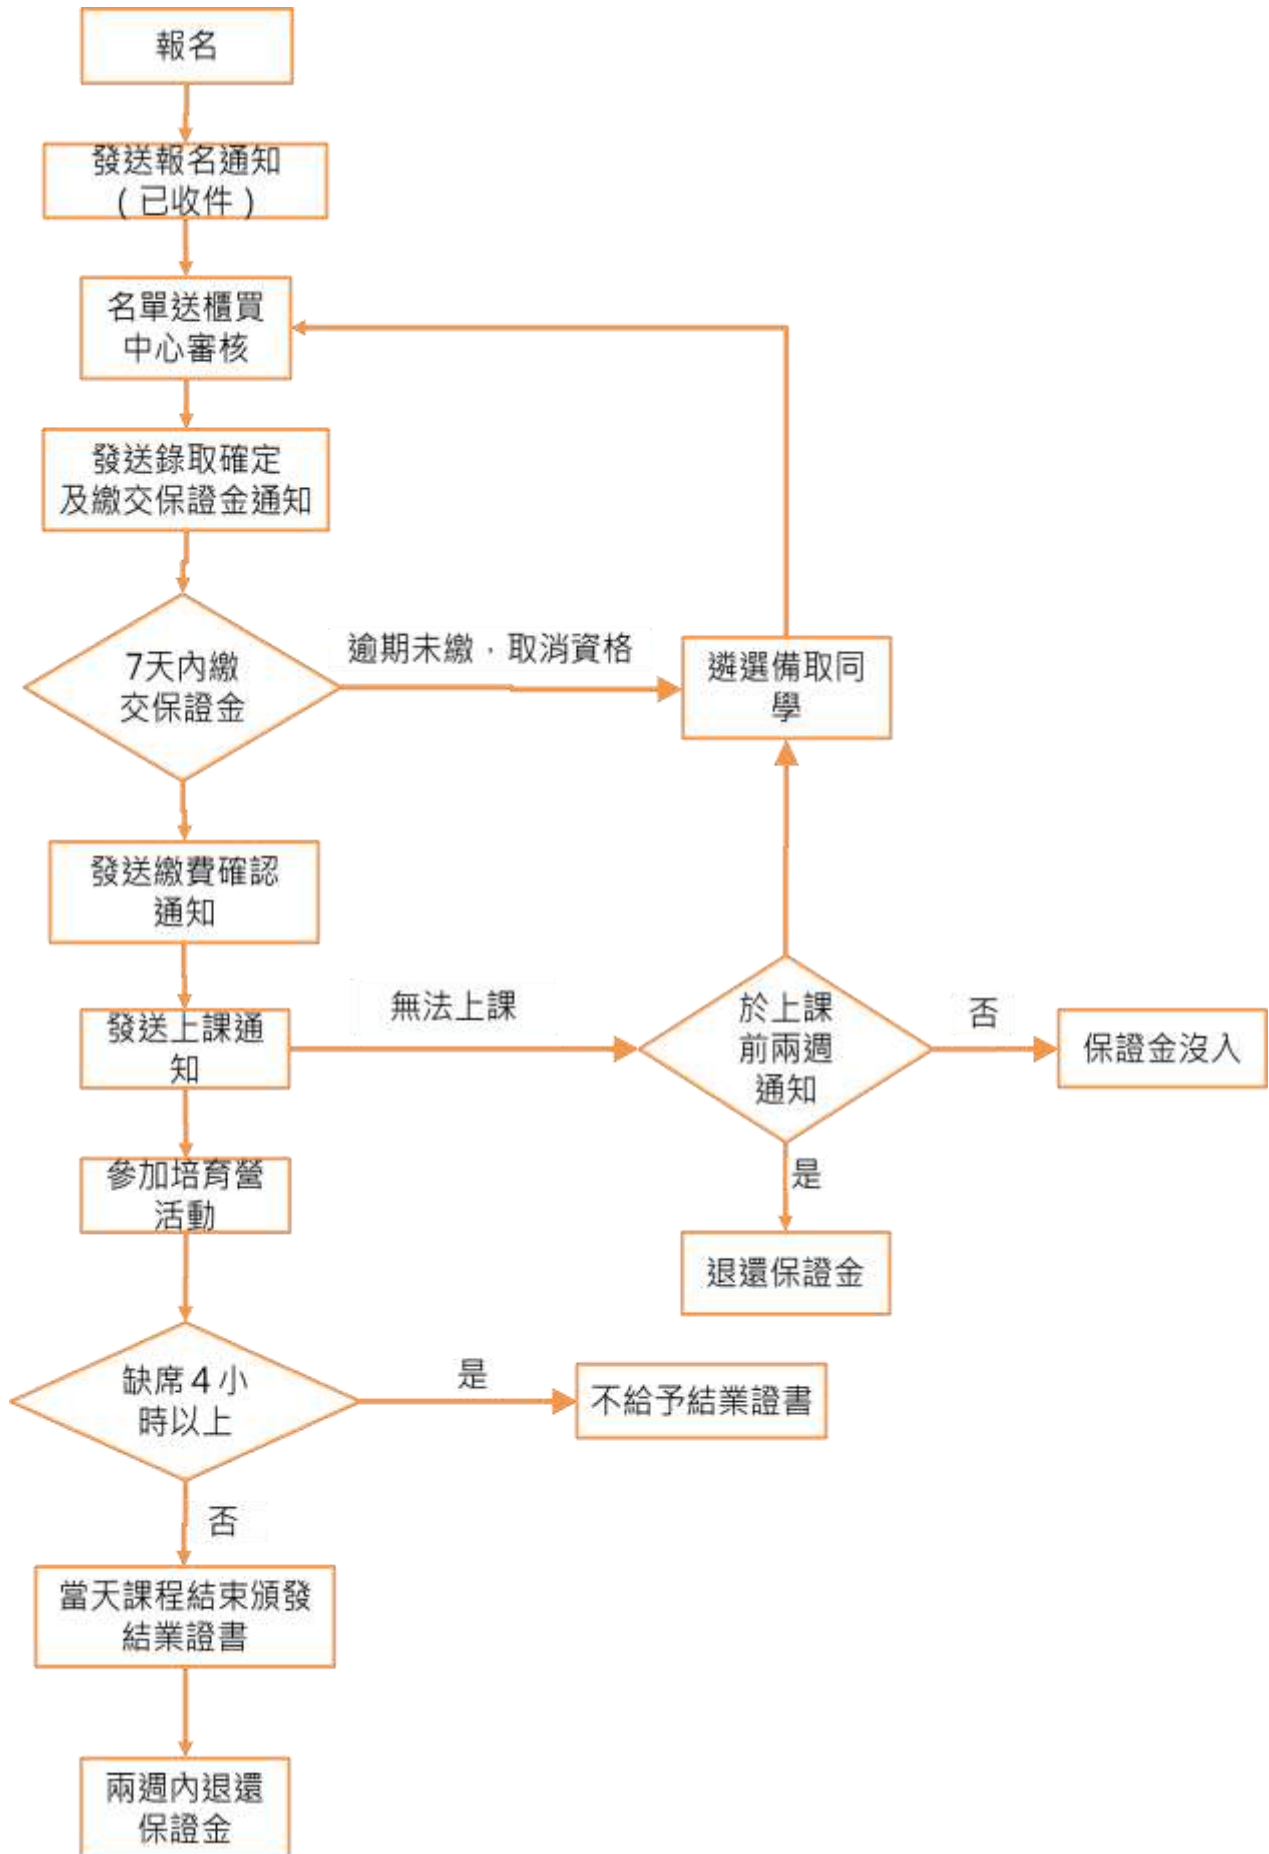 報名
發送報名通知
(已收件)
名單送櫃買
中心審核
發送錄取確定
及繳交保證金通知
7天內繳
交保證金
逾期未繳，取消資格
遴選備取同
學
發送繳費確認
通知
發送上課通
知
無法上課
於上課
前兩週
通知
否
保證金沒入
是
退還保證金
參加培育營
活動
缺席4小
時以上
是
不給予結業證書
否
當天課程結束頒發
結業證書
兩週內退還
保證金